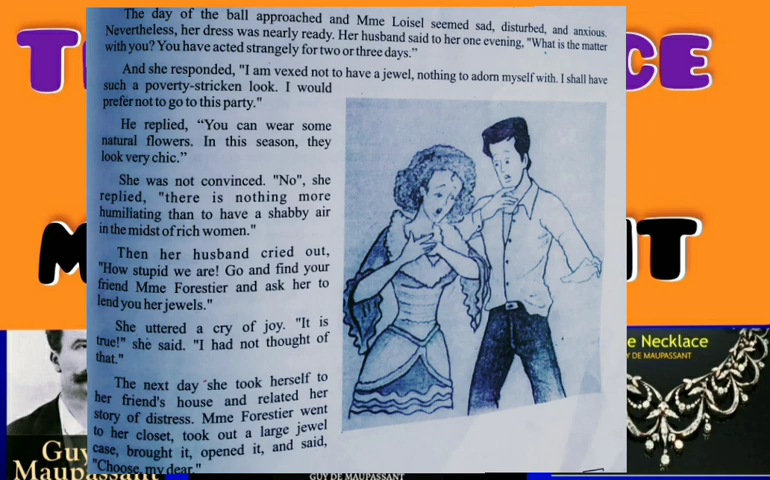 T CE
M IT
The day of the ball approached and Mme Loisel seemed sad, disturbed, and anxious.
Nevertheless, her dress was nearly ready. Her husband said to her one evening, "What is the matter
with you? You have acted strangely for two or three days."
And she responded, "I am vexed not to have a jewel, nothing to adorn myself with. I shall have
such a poverty-stricken look. I would
prefer not to go to this party."
He replied, "You can wear some
natural flowers. In this season, they
look very chic."
She was not convinced. "No", she
replied, "there is nothing more
humiliating than to have a shabby air
in the midst of rich women."
Then her husband cried out,
"How stupid we are! Go and find your
friend Mme Forestier and ask her to
lend you her jewels."
She uttered a cry of joy. "It is
true!" she said. "I had not thought of
that."
The next day she took herself to
her friend's house and related her
story of distress. Mme Forestier went
to her closet, took out a large jewel
case, brought it, opened it, and said,
"Choose, my dear."
Guy
Maupassant
GUY DE MAUPASSANT
e Necklace
Y DE MAUPASSANT